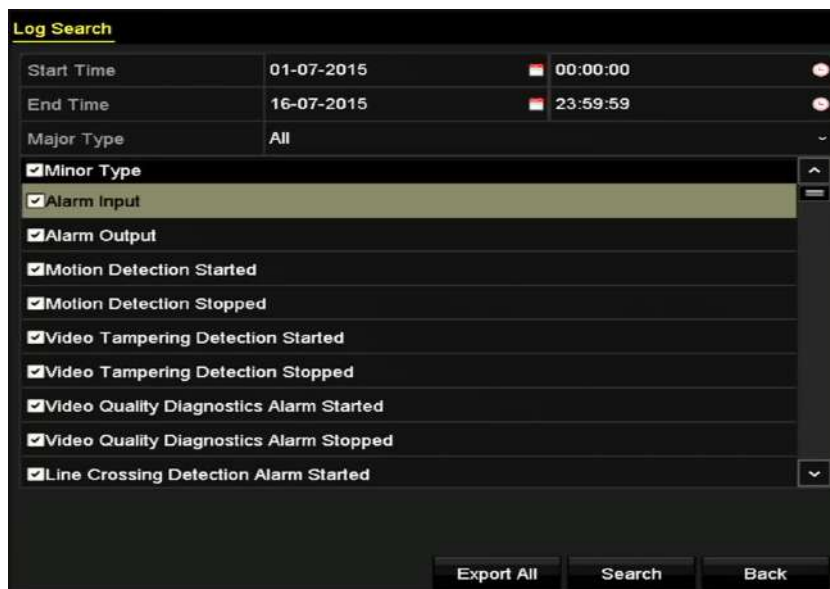 Log Search
Start Time 01-07-2015 00:00:00
End Time 16-07-2015 23:59:59
Major Type All
Minor Type
Alarm Input
Alarm Output
Motion Detection Started
Motion Detection Stopped
Video Tampering Detection Started
Video Tampering Detection Stopped
Video Quality Diagnostics Alarm Started
Video Quality Diagnostics Alarm Stopped
Line Crossing Detection Alarm Started
Export All Search Back